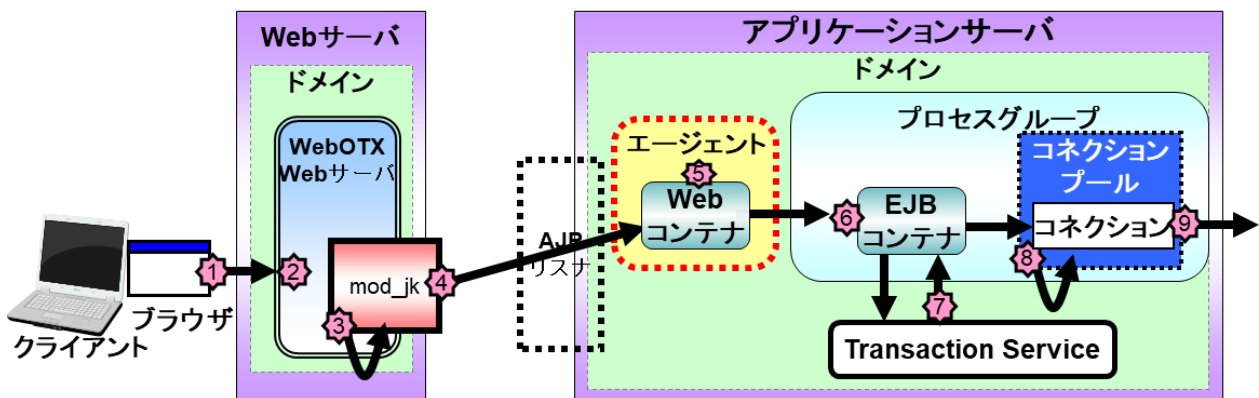 Webサーバ
ドメイン
WebOTX
Webサーバ
mod_jk
クライアント
ブラウザ
1
2
3
4
AJP
リスナ
アプリケーションサーバ
ドメイン
エージェント
5
Web
コンテナ
プロセスグループ
6
EJB
コンテナ
7
Transaction Service
コネクション
プール
コネクション
8
9